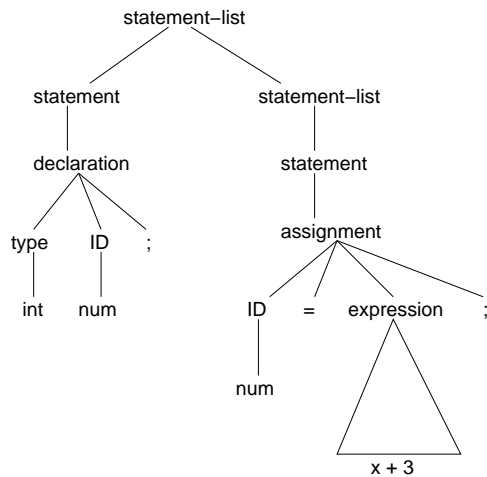 statement–list
statement statement–list
declaration statement
type ID ; assignment
int num ID = expression ;
num
x + 3